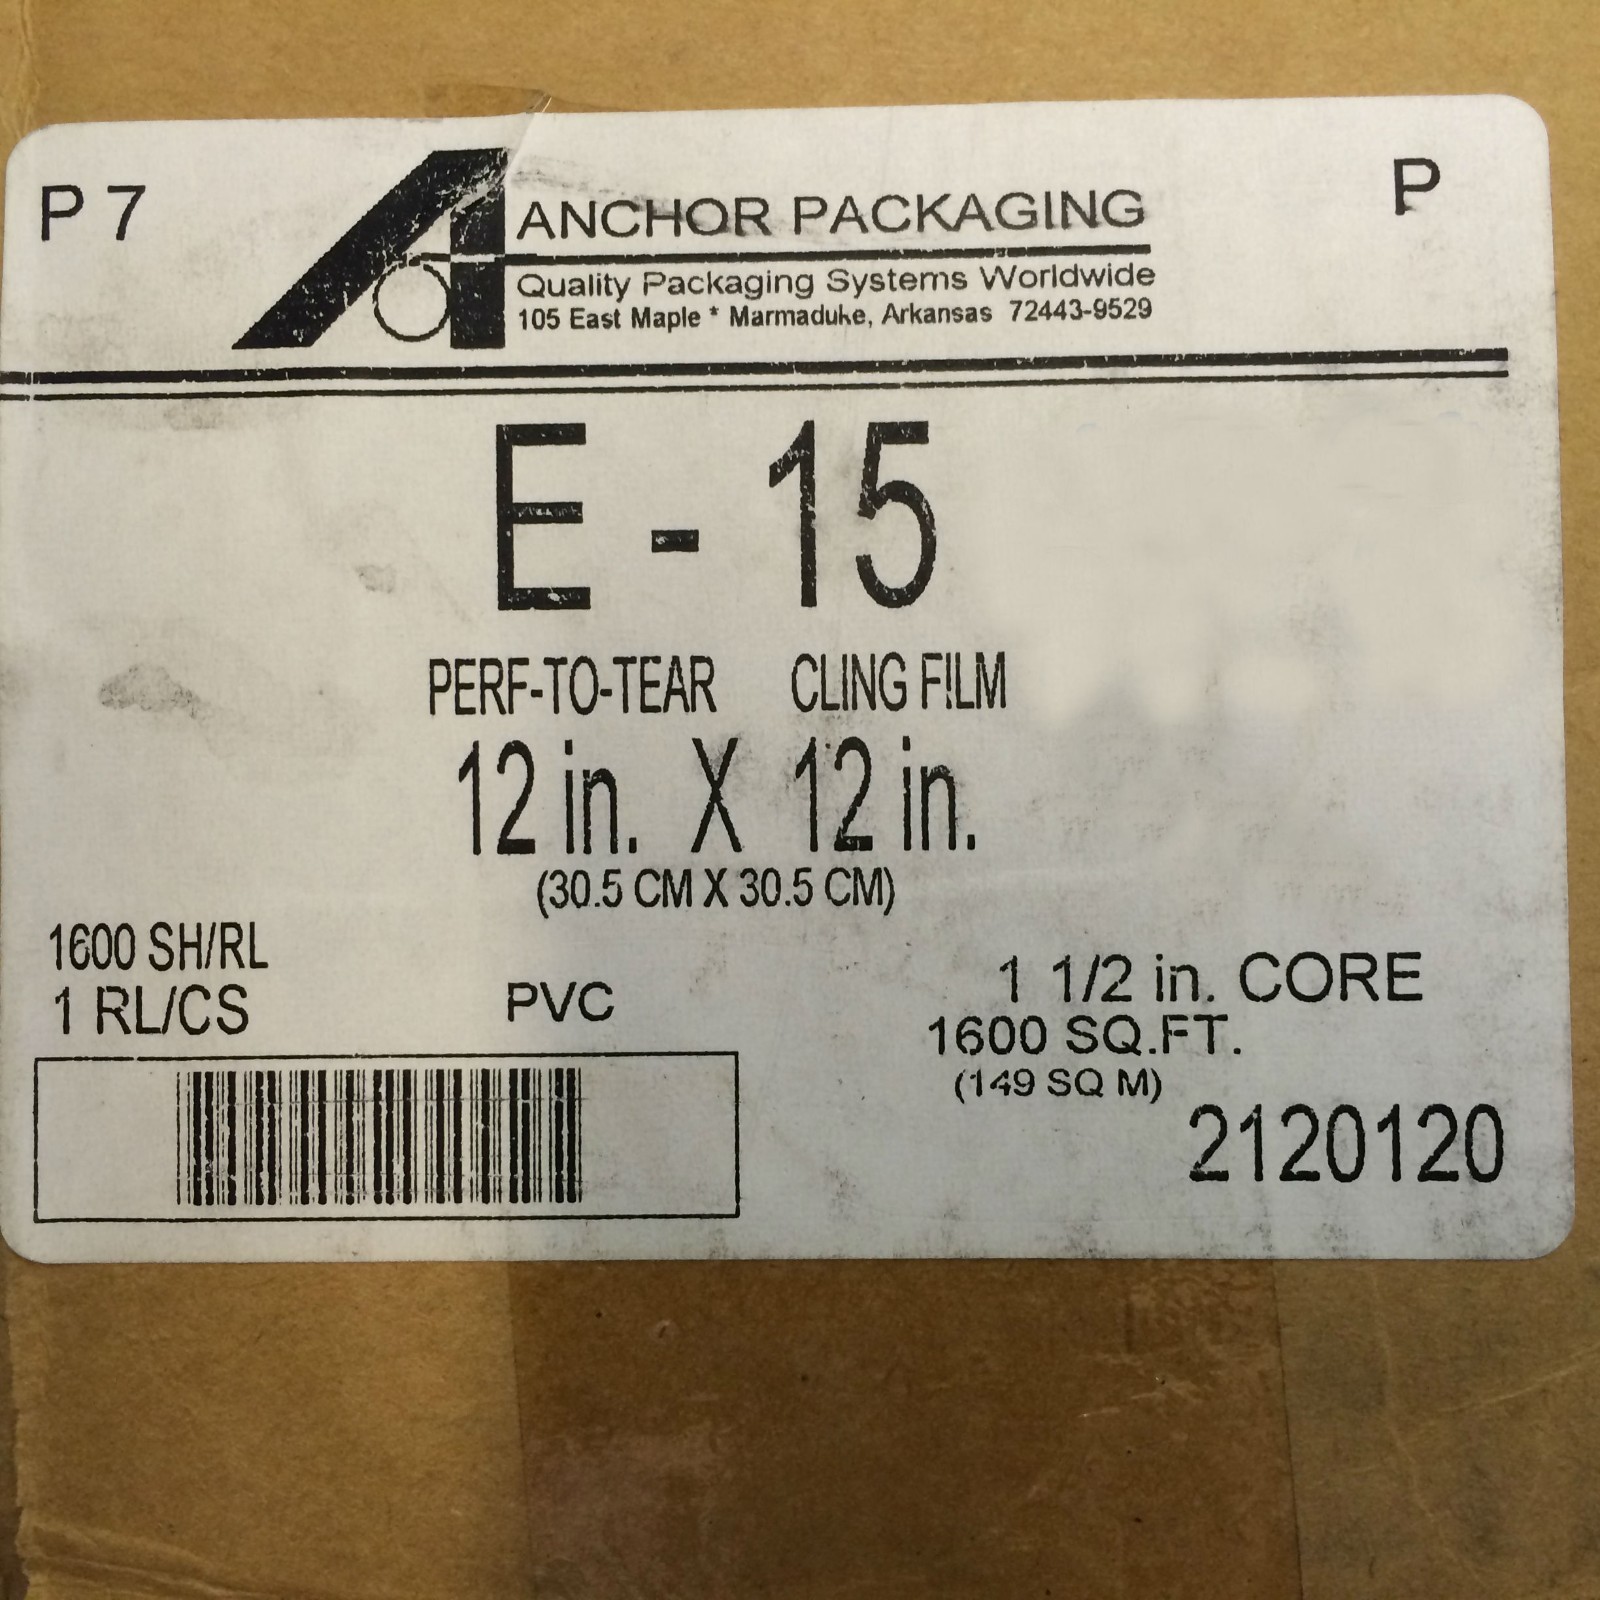 P 7
P
ANCHOR PACKAGING
Quality Packaging Systems Worldwide
105 East Maple * Marmaduke, Arkansas 72443-9529
E - 15
PERF-TO-TEAR CLING FILM
12 in. X 12 in.
(30.5 CM X 30.5 CM)
1600 SH/RL
1 RL/CS
PVC
1 1/2 in. CORE
1600 SQ.FT.
(149 SQ M)
2120120